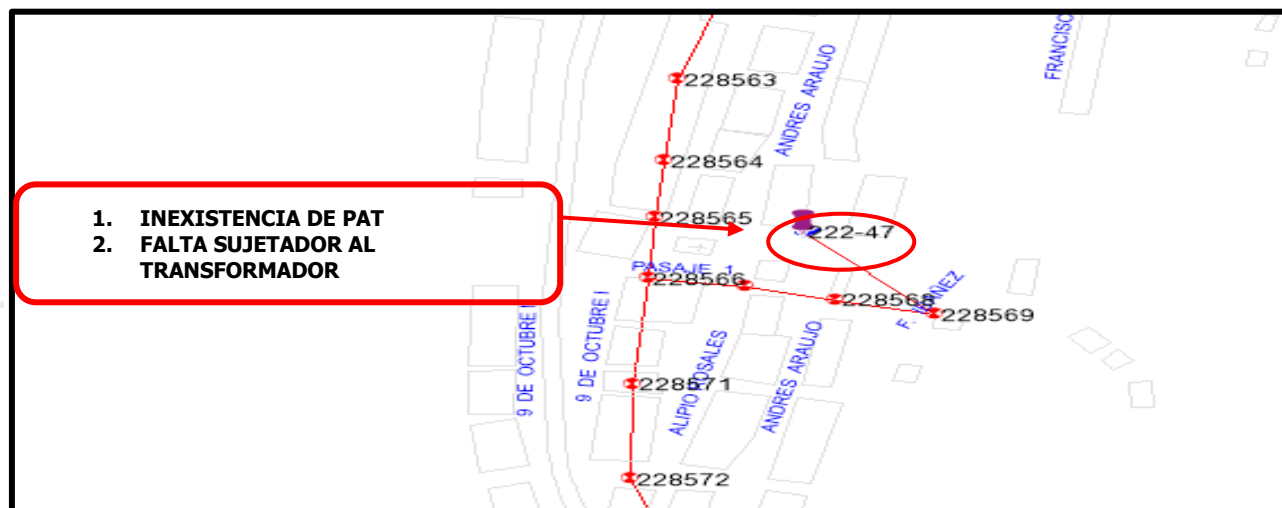 FRANCISC
228563
ANDRES ARAUJO
228564
1. INEXISTENCIA DE PAT
2. FALTA SUJETADOR AL
TRANSFORMADOR
228565
222-47
PASAJE 1
228566
228568
F. IBAÑEZ
228569
9 DE OCTUBRE I
9 DE OCTUBRE I
ALIPIO ROSALES
ANDRES ARAUJO
228571
228572